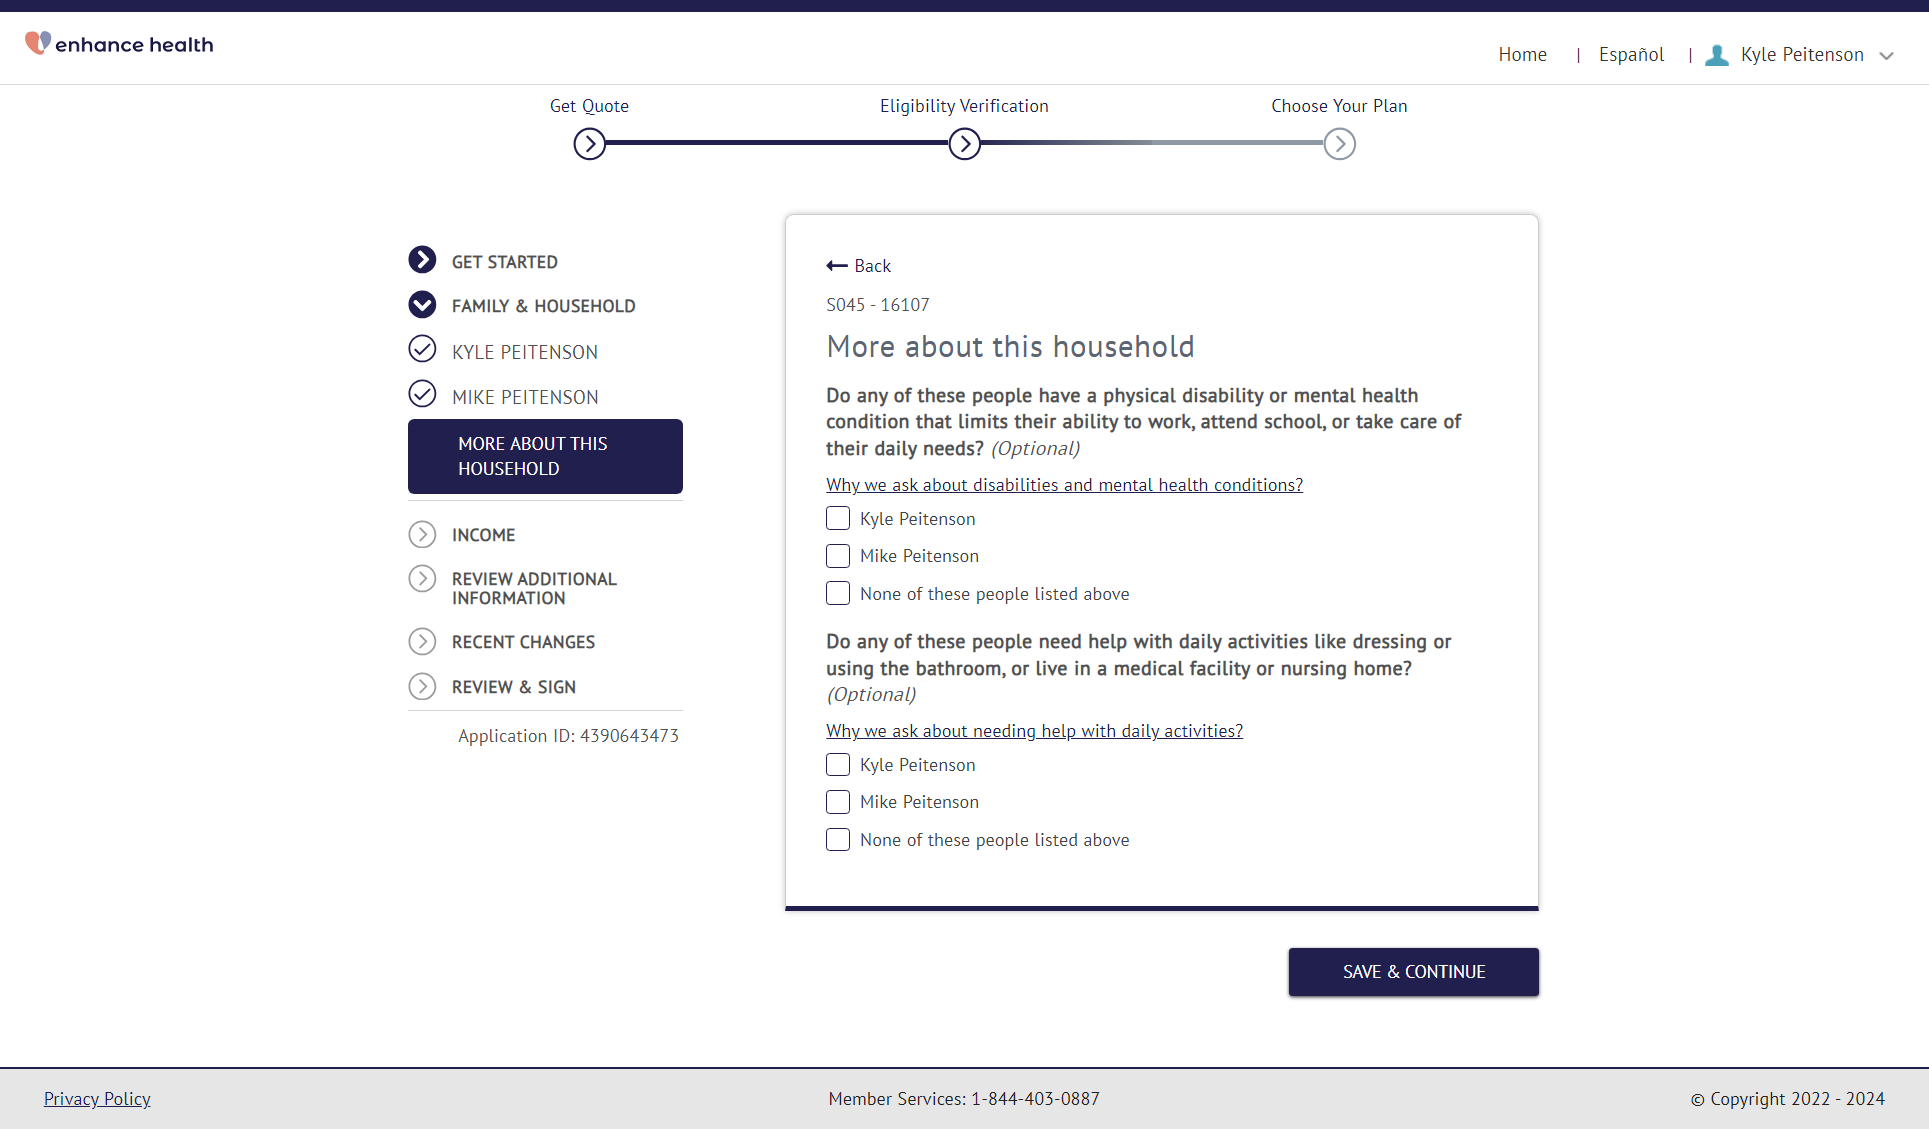 enhance health
Home | Español | Kyle Peitenson
Get Quote
Eligibility Verification
Choose Your Plan
GET STARTED
FAMILY & HOUSEHOLD
KYLE PEITENSON
MIKE PEITENSON
MORE ABOUT THIS
HOUSEHOLD
INCOME
REVIEW ADDITIONAL
INFORMATION
RECENT CHANGES
REVIEW & SIGN
Application ID: 4390643473
Back
S045 - 16107
More about this household
Do any of these people have a physical disability or mental health
condition that limits their ability to work, attend school, or take care of
their daily needs? (Optional)
Why we ask about disabilities and mental health conditions?
Kyle Peitenson
Mike Peitenson
None of these people listed above
Do any of these people need help with daily activities like dressing or
using the bathroom, or live in a medical facility or nursing home?
(Optional)
Why we ask about needing help with daily activities?
Kyle Peitenson
Mike Peitenson
None of these people listed above
SAVE & CONTINUE
Privacy Policy
Member Services: 1-844-403-0887
© Copyright 2022 - 2024